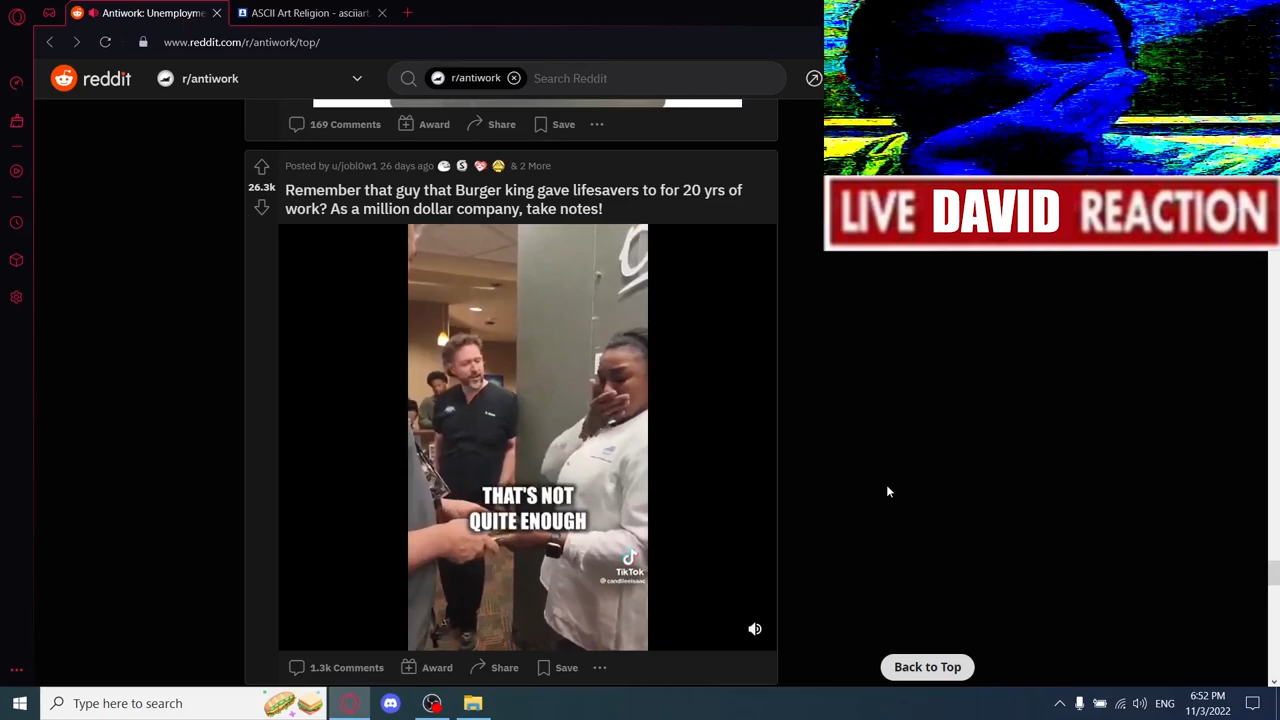 Antiwork: Unemployme
ASCII Art Religion - asciiart
www.reddit.com/r/antiwork/top/
reddit
r/antiwork
r/antiwork
Search Reddit
LIVE DAVID REACTION
169 Comments
Award
Share
Save
Posted by u/jobl0w1 26 days ago
& 2 More
26.3k
Remember that guy that Burger king gave lifesavers to for 20 yrs of
work? As a million dollar company, take notes!
THAT'S NOT
QUITE ENOUGH
TikTok
@candileeisaac
1.3k Comments
Award
Share
Save
Back to Top
Type here to search
ENG
6:52 PM
11/3/2022